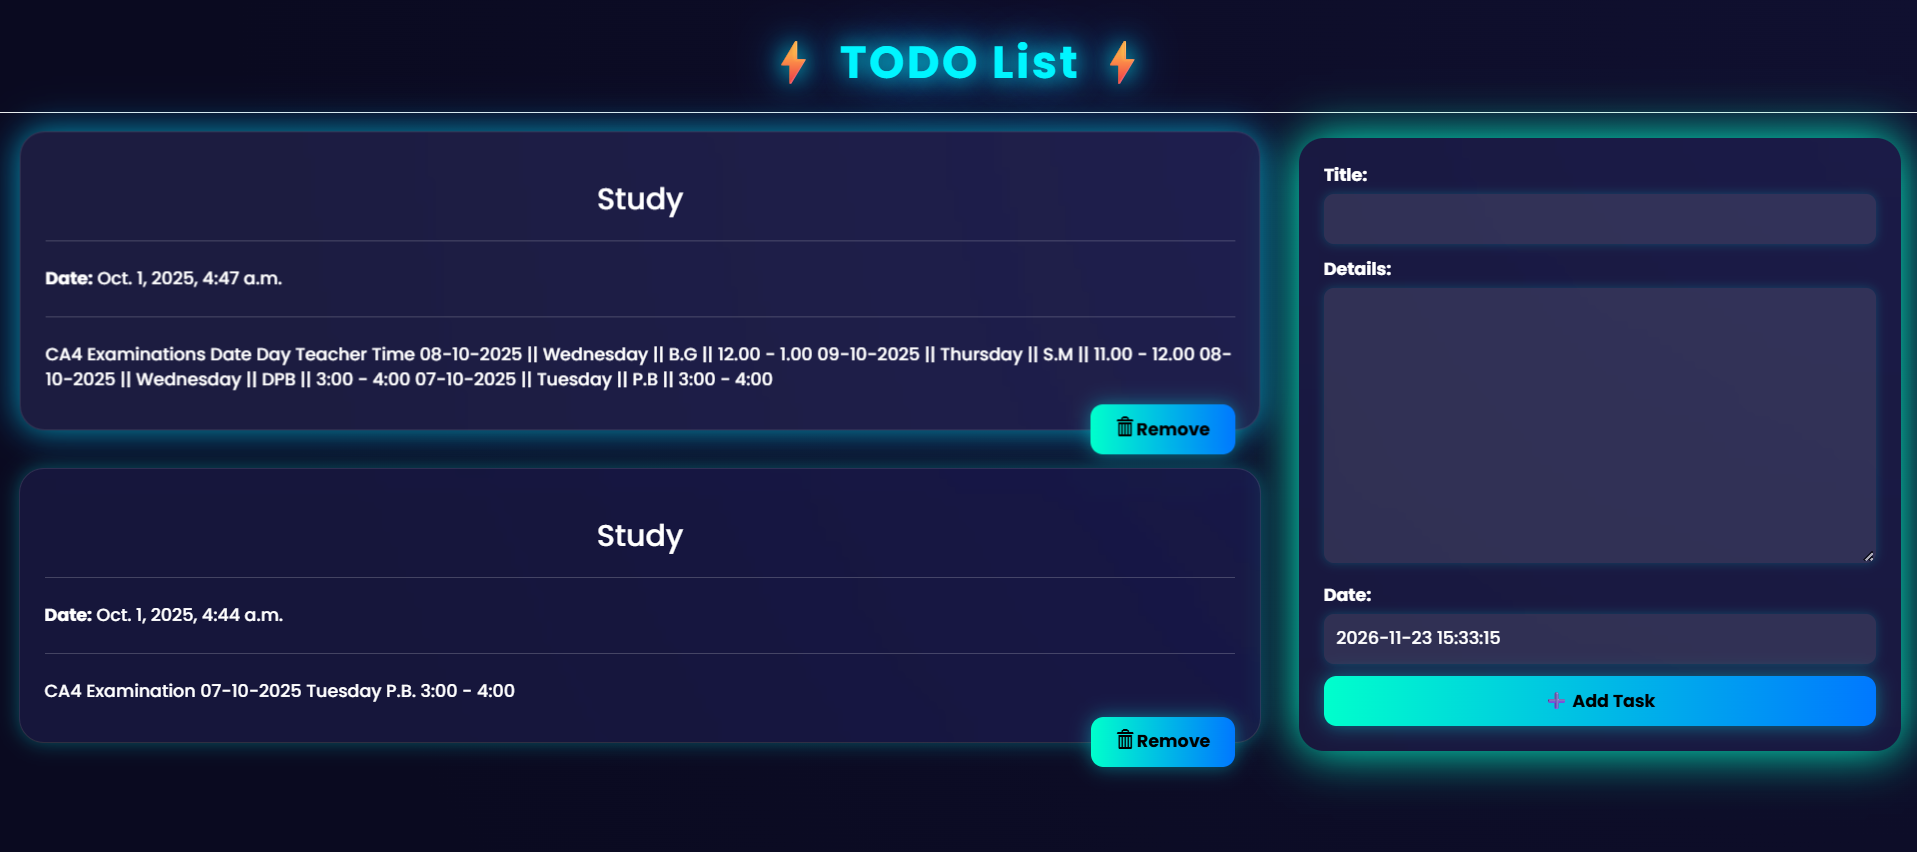 ⚡ TODO List ⚡
Study
Date: Oct. 1, 2025, 4:47 a.m.
CA4 Examinations Date Day Teacher Time 08-10-2025 || Wednesday || B.G || 12.00 - 1.00 09-10-2025 || Thursday || S.M || 11.00 - 12.00 08-
10-2025 || Wednesday || DPB || 3:00 - 4:00 07-10-2025 || Tuesday || P.B || 3:00 - 4:00
Remove
Study
Date: Oct. 1, 2025, 4:44 a.m.
CA4 Examination 07-10-2025 Tuesday P.B. 3:00 - 4:00
Remove
Title:
Details:
Date:
2026-11-23 15:33:15
➕ Add Task